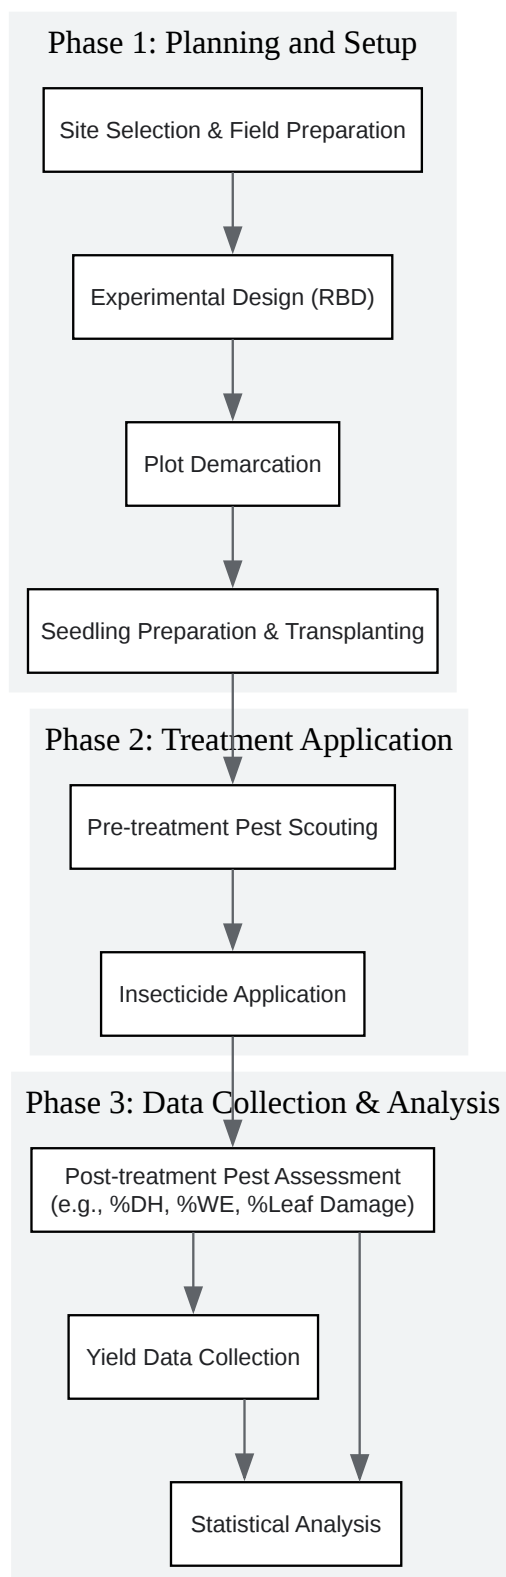 Phase 1: Planning and Setup
Site Selection & Field Preparation
Experimental Design (RBD)
Plot Demarcation
Seedling Preparation & Transplanting
Phase 2: Treatment Application
Pre-treatment Pest Scouting
Insecticide Application
Phase 3: Data Collection & Analysis
Post-treatment Pest Assessment
(e.g., %DH, %WE, %Leaf Damage)
Yield Data Collection
Statistical Analysis